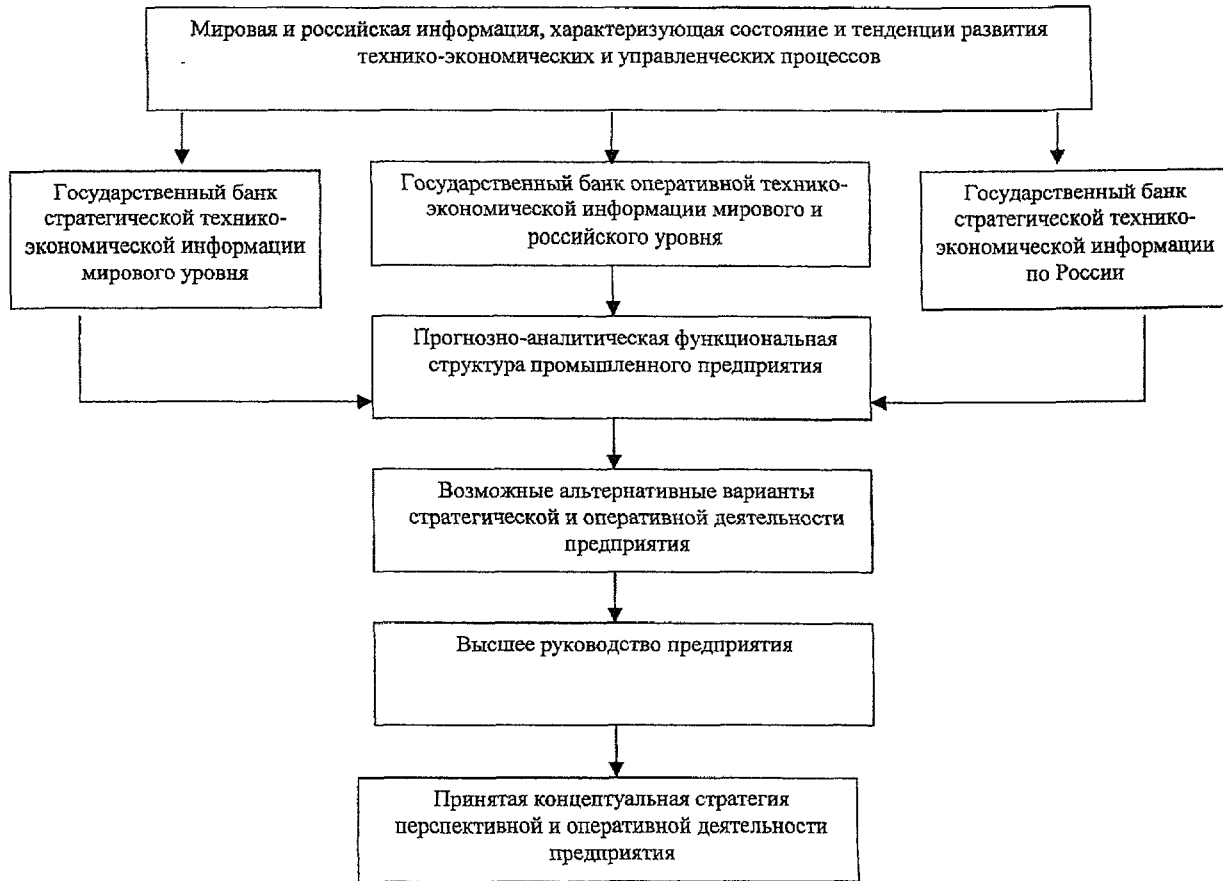 Мировая и российская информация, характеризующая состояние и тенденции развития
технико-экономических и управленческих процессов
Государственный банк
стратегической технико-
экономической информации
мирового уровня
Государственный банк оперативной технико-
экономической информации мирового и
российского уровня
Государственный банк
стратегической технико-
экономической информации
по России
Прогнозно-аналитическая функциональная
структура промышленного предприятия
Возможные альтернативные варианты
стратегической и оперативной деятельности
предприятия
Высшее руководство предприятия
Принятая концептуальная стратегия
перспективной и оперативной деятельности
предприятия